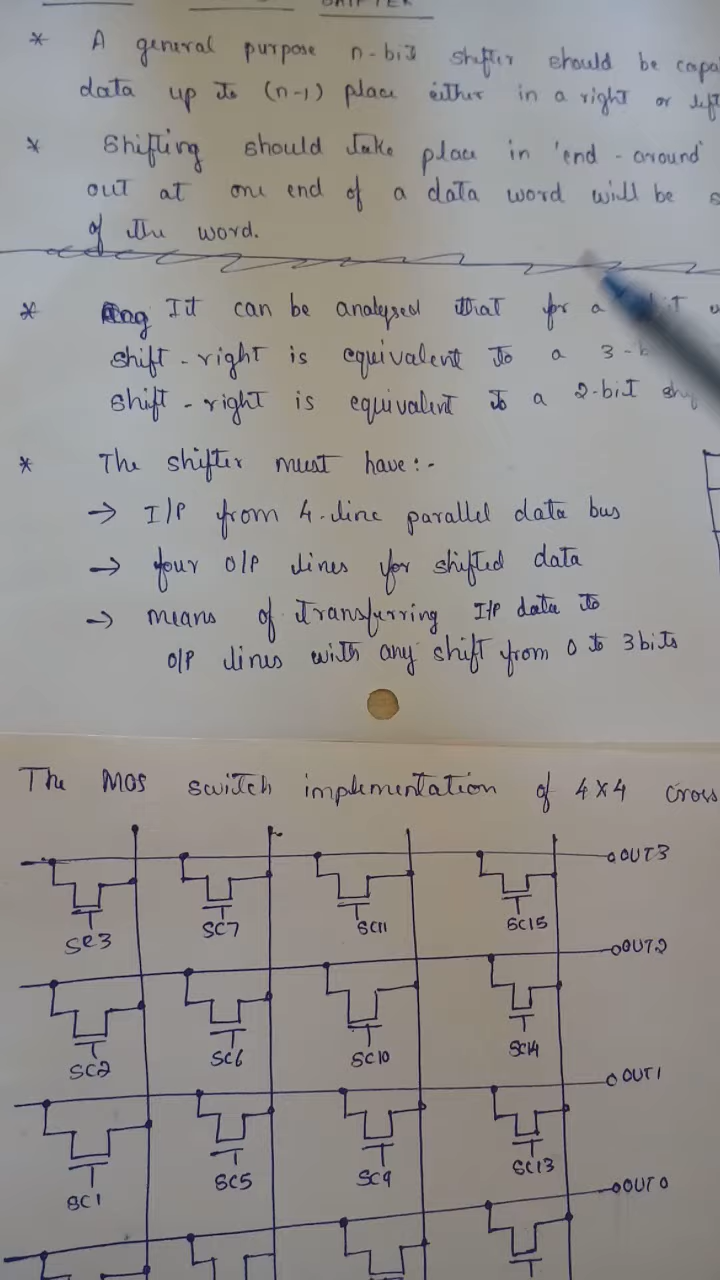 SHIFTER
* A general purpose n-bit shifter should be capa
data up to (n-1) place either in a right or left
* Shifting should take place in 'end-around
out at one end of a data word will be s
of the word.
* It can be analysed that for a bit
shift-right is equivalent to a 3-b
shift-right is equivalent to a 2-bit
* The shifter must have:-
→ I/P from 4-line parallel data bus
→ four O/P lines for shifted data
→ means of transferring I/P data to
O/P lines with any shift from 0 to 3 bits
The MOS switch implementation of 4x4 cross
OUT3
SC3 SC7 SC11 SC15
OUT2
SC2 SC6 SC10 SC14
OUT1
SC1 SC5 SC9 SC13
OUT0